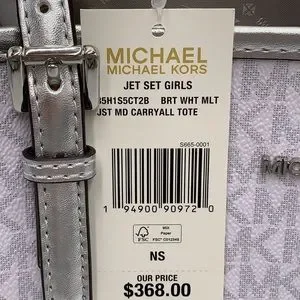 MICHAEL
MICHAEL KORS
JET SET GIRLS
35H1S5CT2B BRT WHT MLT
JST MD CARRYALL TOTE
S665-0001
1 94900 90972 0
FSC
MIX
Paper
NS
OUR PRICE
$368.00
Mic